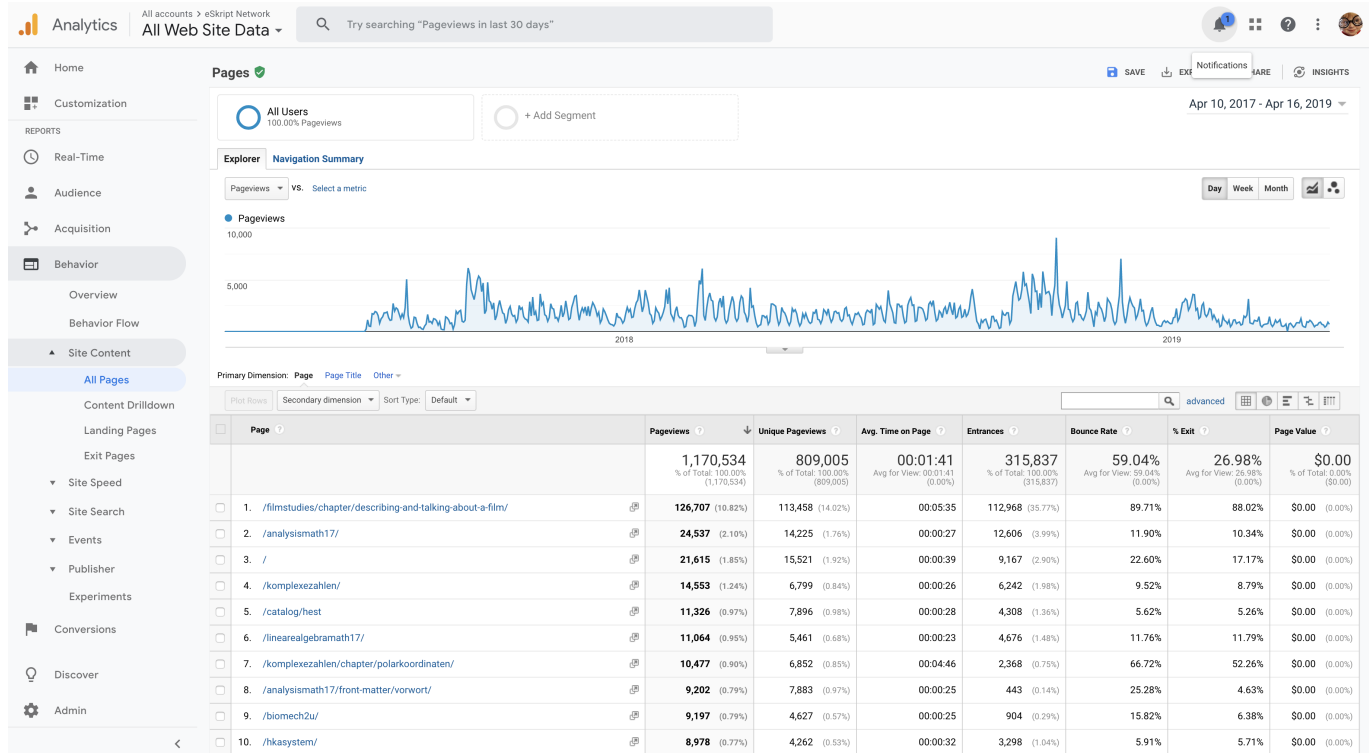 Analytics
All accounts > eSkript Network
All Web Site Data
Try searching “Pageviews in last 30 days”
1
Notifications
Home
Customization
REPORTS
Real-Time
Audience
Acquisition
Behavior
Overview
Behavior Flow
Site Content
All Pages
Content Drilldown
Landing Pages
Exit Pages
Site Speed
Site Search
Events
Publisher
Experiments
Conversions
Discover
Admin
Pages
SAVE
INSIGHTS
All Users
100.00% Pageviews
+ Add Segment
Apr 10, 2017 - Apr 16, 2019
Explorer Navigation Summary
Pageviews VS. Select a metric
Day Week Month
Pageviews
10,000
5,000
2018 2019
Primary Dimension: Page Page Title Other
Plot Rows Secondary dimension Sort Type: Default advanced
Page Pageviews Unique Pageviews Avg. Time on Page Entrances Bounce Rate % Exit Page Value
1,170,534 809,005 00:01:41 315,837 59.04% 26.98% $0.00
% of Total: 100.00% % of Total: 100.00% Avg for View: 00:01:41 % of Total: 100.00% Avg for View: 59.04% Avg for View: 26.98% % of Total: 0.00%
(1,170,534) (809,005) (0.00%) (315,837) (0.00%) (0.00%) ($0.00)
1. /filmstudies/chapter/describing-and-talking-about-a-film/ 126,707 (10.82%) 113,458 (14.02%) 00:05:35 112,968 (35.77%) 89.71% 88.02% $0.00 (0.00%)
2. /analysismath17/ 24,537 (2.10%) 14,225 (1.76%) 00:00:27 12,606 (3.99%) 11.90% 10.34% $0.00 (0.00%)
3. / 21,615 (1.85%) 15,521 (1.92%) 00:00:39 9,167 (2.90%) 22.60% 17.17% $0.00 (0.00%)
4. /komplexezahlen/ 14,553 (1.24%) 6,799 (0.84%) 00:00:26 6,242 (1.98%) 9.52% 8.79% $0.00 (0.00%)
5. /catalog/hest 11,326 (0.97%) 7,896 (0.98%) 00:00:28 4,308 (1.36%) 5.62% 5.26% $0.00 (0.00%)
6. /linearealgebramath17/ 11,064 (0.95%) 5,461 (0.68%) 00:00:23 4,676 (1.48%) 11.76% 11.79% $0.00 (0.00%)
7. /komplexezahlen/chapter/polarkoordinaten/ 10,477 (0.90%) 6,852 (0.85%) 00:04:46 2,368 (0.75%) 66.72% 52.26% $0.00 (0.00%)
8. /analysismath17/front-matter/vorwort/ 9,202 (0.79%) 7,883 (0.97%) 00:00:25 443 (0.14%) 25.28% 4.63% $0.00 (0.00%)
9. /biomech2u/ 9,197 (0.79%) 4,627 (0.57%) 00:00:25 904 (0.29%) 15.82% 6.38% $0.00 (0.00%)
10. /hkasystem/ 8,978 (0.77%) 4,262 (0.53%) 00:00:32 3,298 (1.04%) 5.91% 5.71% $0.00 (0.00%)